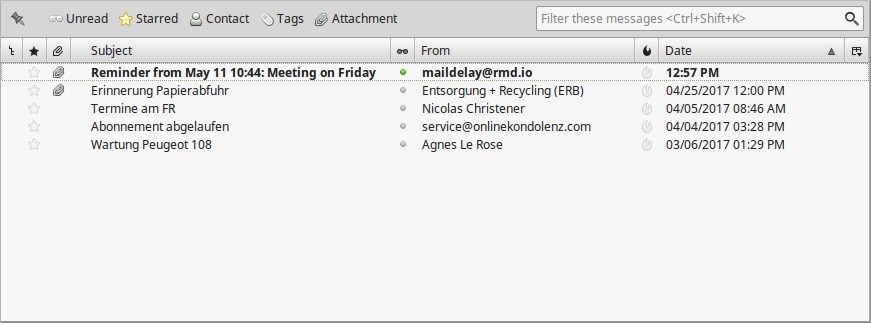 Unread Starred Contact Tags Attachment Filter these messages <Ctrl+Shift+K>
Subject From Date
Reminder from May 11 10:44: Meeting on Friday maildelay@rmd.io 12:57 PM
Erinnerung Papierabfuhr Entsorgung + Recycling (ERB) 04/25/2017 12:00 PM
Termine am FR Nicolas Christener 04/05/2017 08:46 AM
Abonnement abgelaufen service@onlinekondolenz.com 04/04/2017 03:28 PM
Wartung Peugeot 108 Agnes Le Rose 03/06/2017 01:29 PM